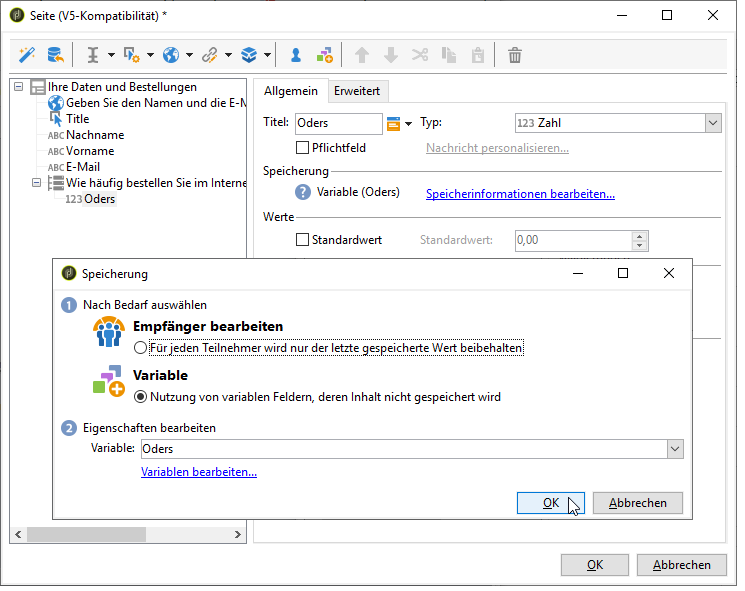 Seite (V5-Kompatibilität) *
Ihre Daten und Bestellungen
Geben Sie den Namen und die E-M
Title
ABC Nachname
ABC Vorname
ABC E-Mail
Wie häufig bestellen Sie im Interne
123 Oders
Allgemein Erweitert
Titel: Oders Typ: 123 Zahl
Pflichtfeld Nachricht personalisieren...
Speicherung
? Variable (Oders) Speicherinformationen bearbeiten...
Werte
Standardwert Standardwert: 0,00
Speicherung
1 Nach Bedarf auswählen
Empfänger bearbeiten
Für jeden Teilnehmer wird nur der letzte gespeicherte Wert beibehalten
Variable
Nutzung von variablen Feldern, deren Inhalt nicht gespeichert wird
2 Eigenschaften bearbeiten
Variable: Oders
Variablen bearbeiten...
OK Abbrechen
OK Abbrechen